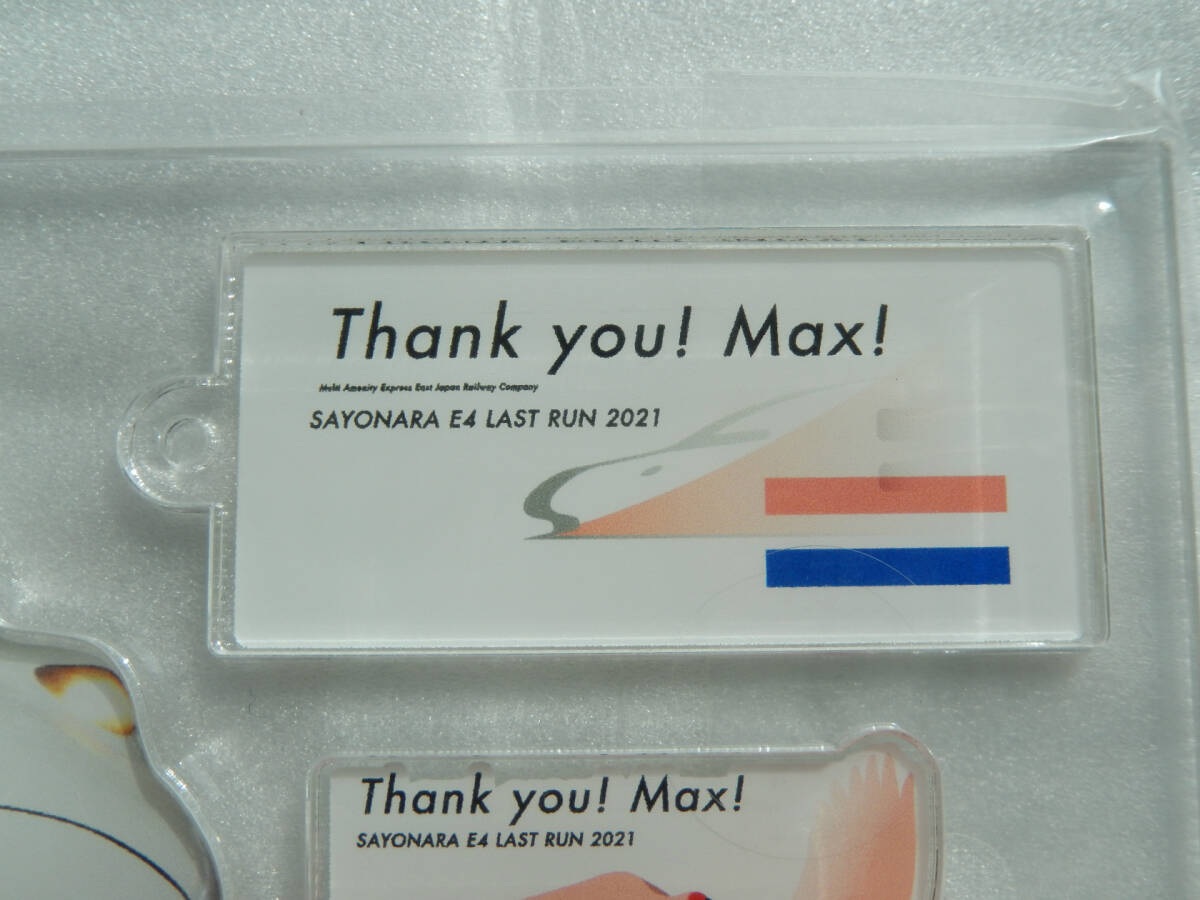 Thank you! Max!
Multi Amenity Express East Japan Railway Company
SAYONARA E4 LAST RUN 2021
Thank you! Max!
SAYONARA E4 LAST RUN 2021